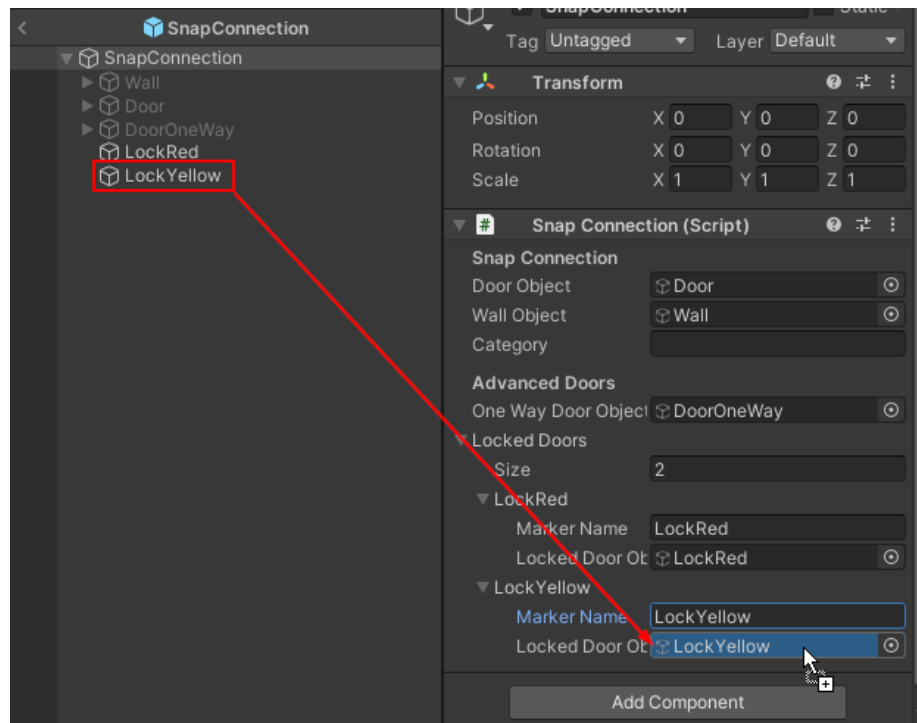 SnapConnection
SnapConnection
Wall
Door
DoorOneWay
LockRed
LockYellow
SnapConnection
Static
Tag Untagged Layer Default
Transform
Position X 0 Y 0 Z 0
Rotation X 0 Y 0 Z 0
Scale X 1 Y 1 Z 1
# Snap Connection (Script)
Snap Connection
Door Object Door
Wall Object Wall
Category
Advanced Doors
One Way Door Object DoorOneWay
Locked Doors
Size 2
LockRed
Marker Name LockRed
Locked Door Ob LockRed
LockYellow
Marker Name LockYellow
Locked Door Ob LockYellow
Add Component